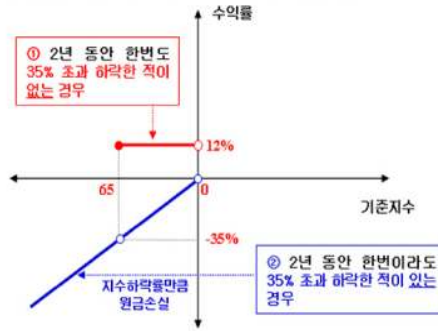 수익률
① 2년 동안 한번도
35% 초과 하락한 적이
없는 경우
12%
65
0
기준지수
-35%
지수하락률만큼
원금손실
② 2년 동안 한번이라도
35% 초과 하락한 적이 있는
경우